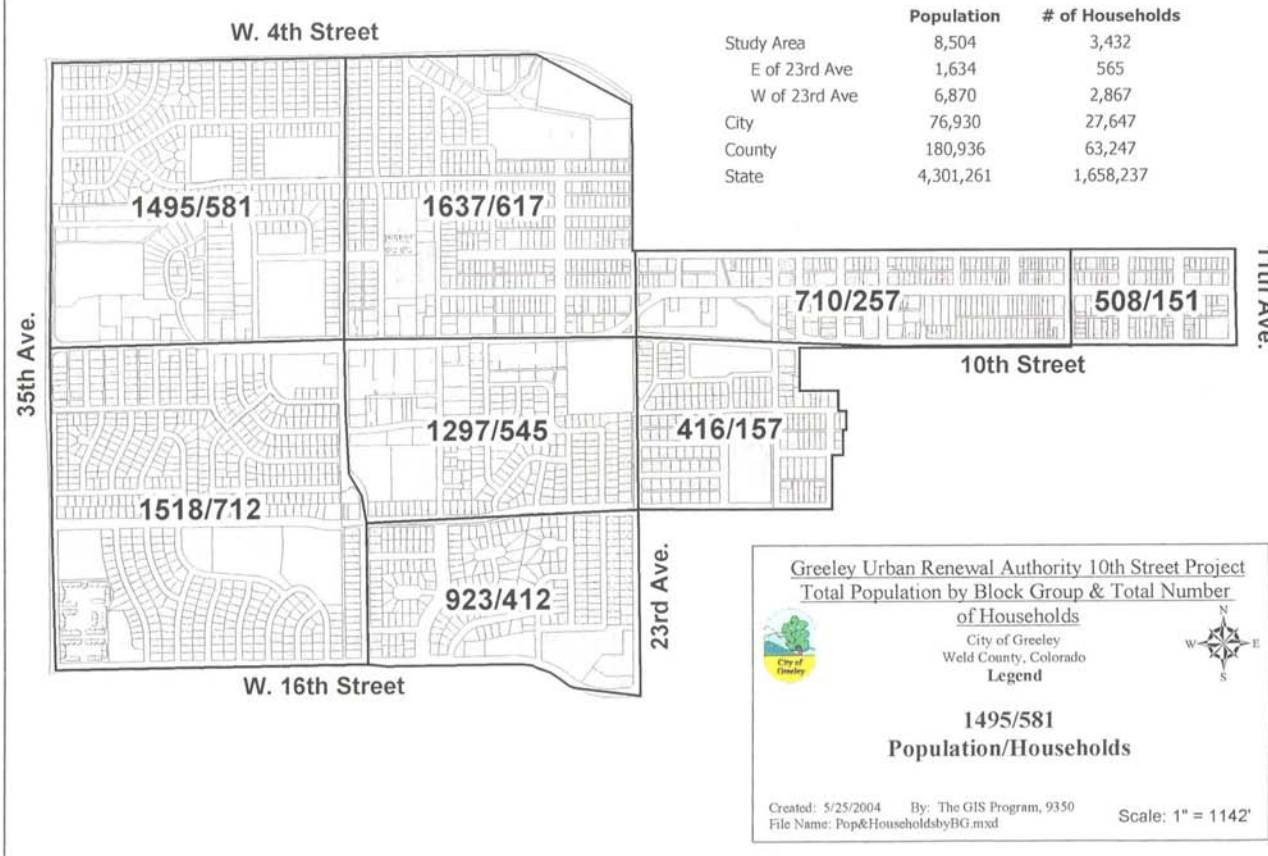 W. 4th Street
Population # of Households
Study Area 8,504 3,432
E of 23rd Ave 1,634 565
W of 23rd Ave 6,870 2,867
City 76,930 27,647
County 180,936 63,247
State 4,301,261 1,658,237
1495/581
1637/617
710/257
508/151
11th Ave.
35th Ave.
10th Street
1297/545
416/157
1518/712
923/412
23rd Ave.
W. 16th Street
Greeley Urban Renewal Authority 10th Street Project
Total Population by Block Group & Total Number
of Households
City of Greeley
Weld County, Colorado
Legend
City of
Greeley
N
W
E
S
1495/581
Population/Households
Created: 5/25/2004 By: The GIS Program, 9350
File Name: Pop&HouseholdsbyBG.mxd
Scale: 1" = 1142'